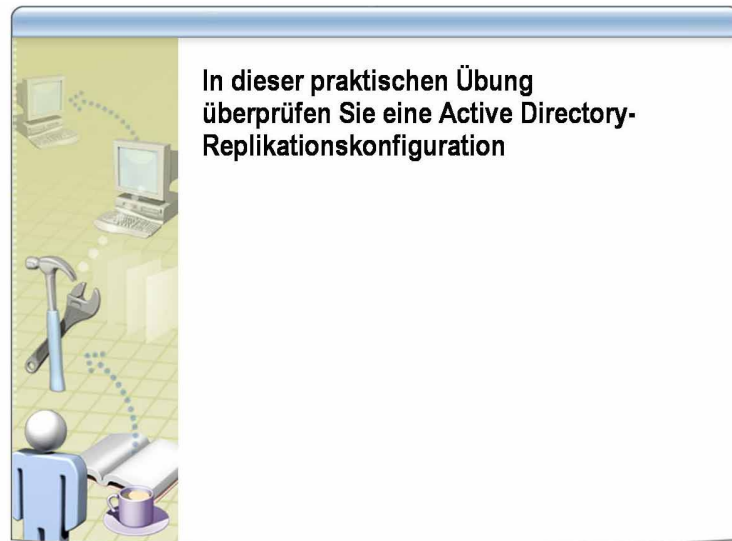 In dieser praktischen Übung
überprüfen Sie eine Active Directory-
Replikationskonfiguration